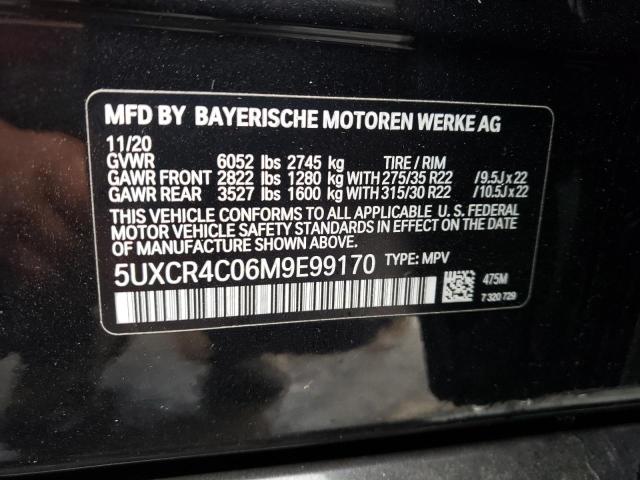 MFD BY BAYERISCHE MOTOREN WERKE AG
11/20
GVWR 6052 lbs 2745 kg TIRE / RIM
GAWR FRONT 2822 lbs 1280 kg WITH 275/35 R22 /9.5Jx22
GAWR REAR 3527 lbs 1600 kg WITH 315/30 R22 /10.5Jx22
THIS VEHICLE CONFORMS TO ALL APPLICABLE U. S. FEDERAL
MOTOR VEHICLE SAFETY STANDARDS IN EFFECT ON THE DATE
OF MANUFACTURE SHOWN ABOVE.
5UXCR4C06M9E99170 TYPE: MPV
475M
7 320 729